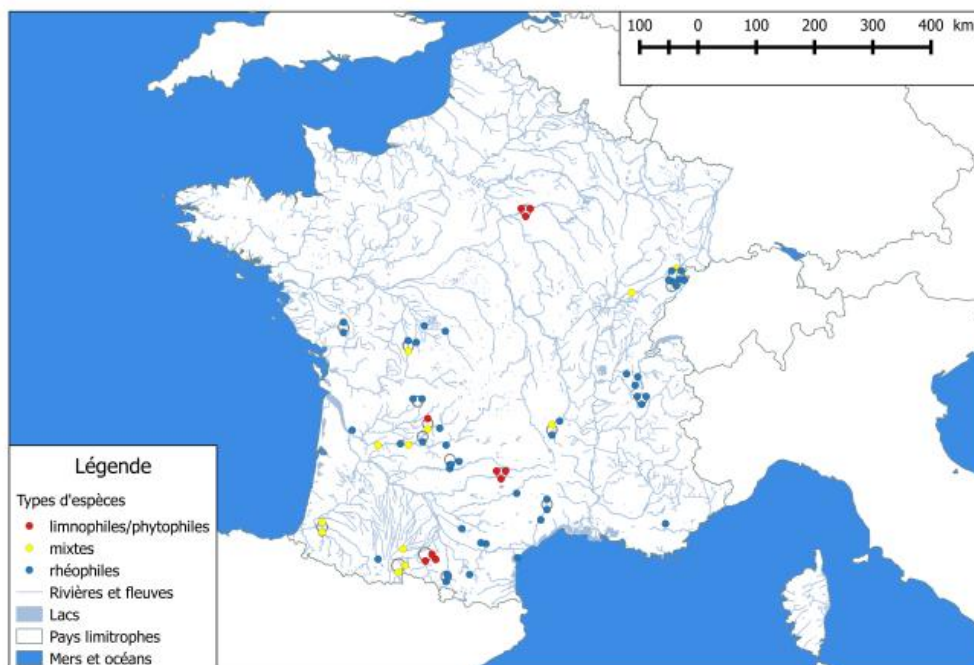 100 0 100 200 300 400 km
Légende
Types d'espèces
limnophiles/phytophiles
mixtes
rhéophiles
Rivières et fleuves
Lacs
Pays limitrophes
Mers et océans